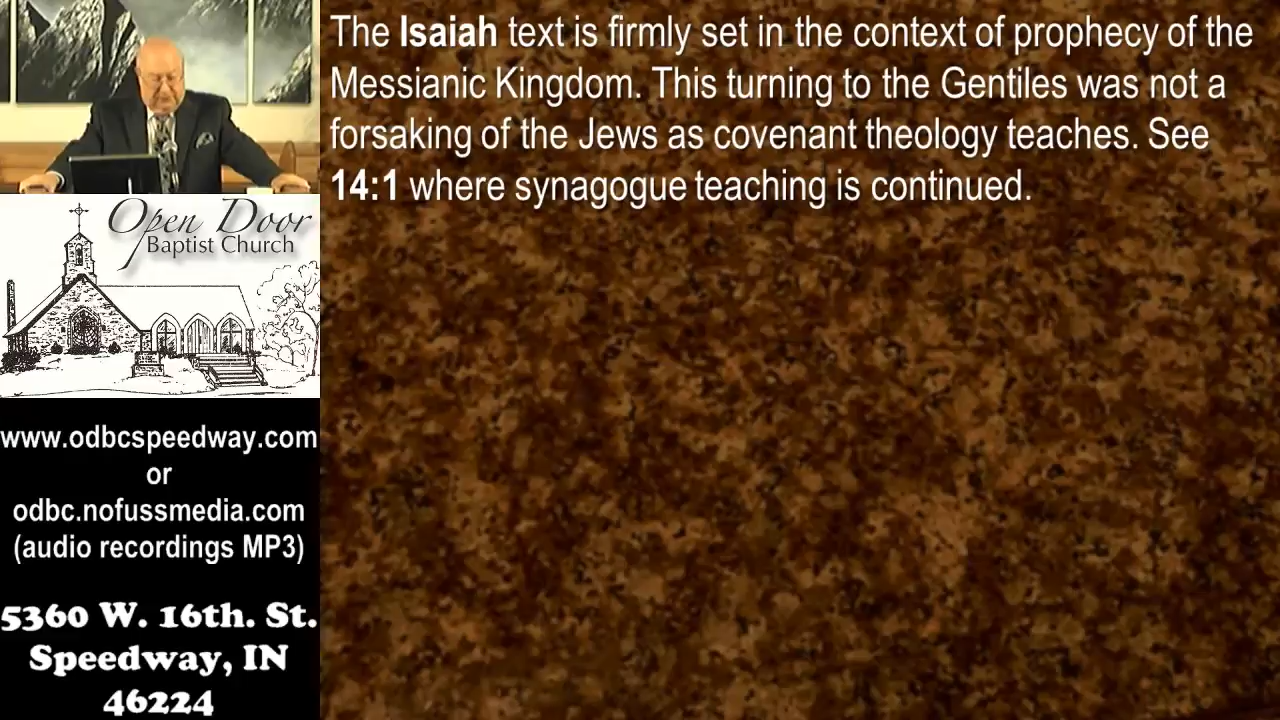 The Isaiah text is firmly set in the context of prophecy of the
Messianic Kingdom. This turning to the Gentiles was not a
forsaking of the Jews as covenant theology teaches. See
14:1 where synagogue teaching is continued.
Open Door
Baptist Church
www.odbcspeedway.com
or
odbc.nofussmedia.com
(audio recordings MP3)
5360 W. 16th. St.
Speedway, IN
46224